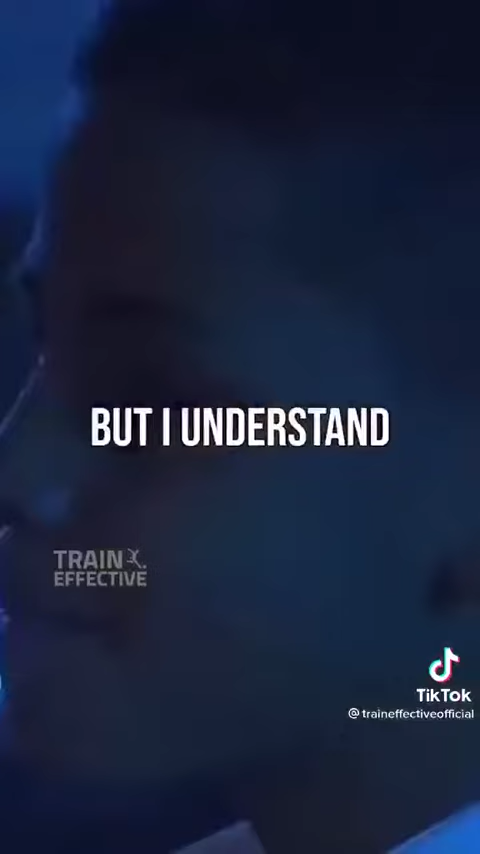 BUT I UNDERSTAND
TRAIN
EFFECTIVE
TikTok
@traineffectiveofficial